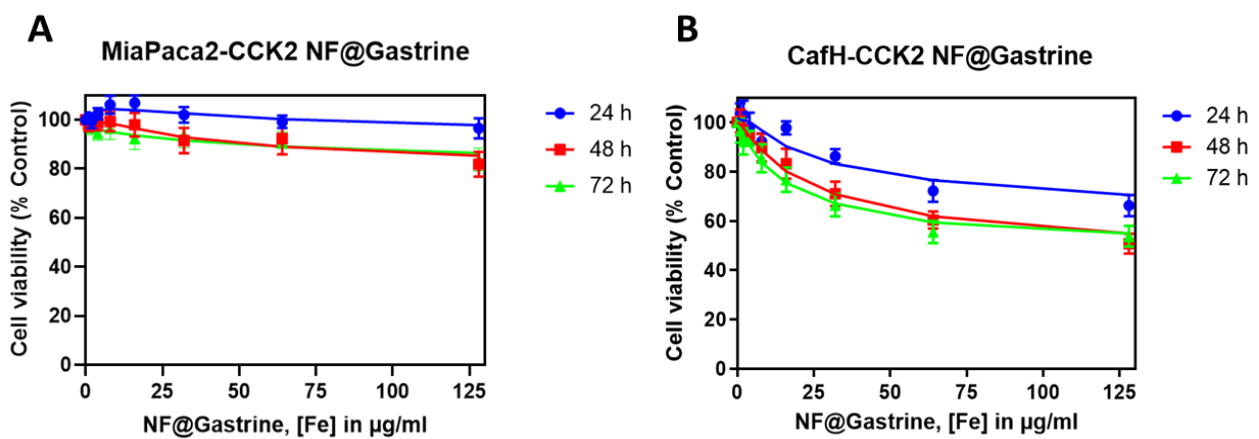 A
MiaPaca2-CCK2 NF@Gastrine
Cell viability (% Control)
100
80
60
40
20
0
0
25
50
75
100
125
NF@Gastrine, [Fe] in µg/ml
24 h
48 h
72 h
B
CafH-CCK2 NF@Gastrine
Cell viability (% Control)
100
80
60
40
20
0
0
25
50
75
100
125
NF@Gastrine, [Fe] in µg/ml
24 h
48 h
72 h